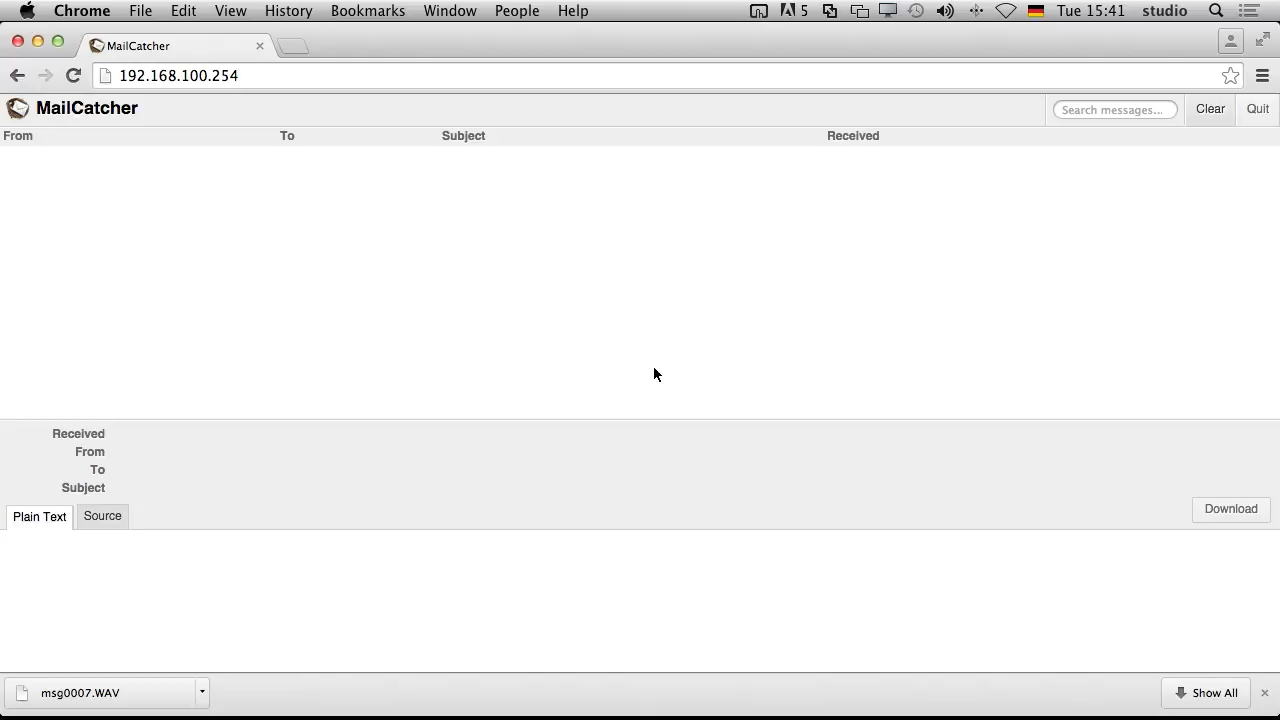 Chrome File Edit View History Bookmarks Window People Help 5 Tue 15:41 studio
MailCatcher
192.168.100.254
MailCatcher Search messages... Clear Quit
From To Subject Received
Received
From
To
Subject
Plain Text Source Download
msg0007.WAV Show All